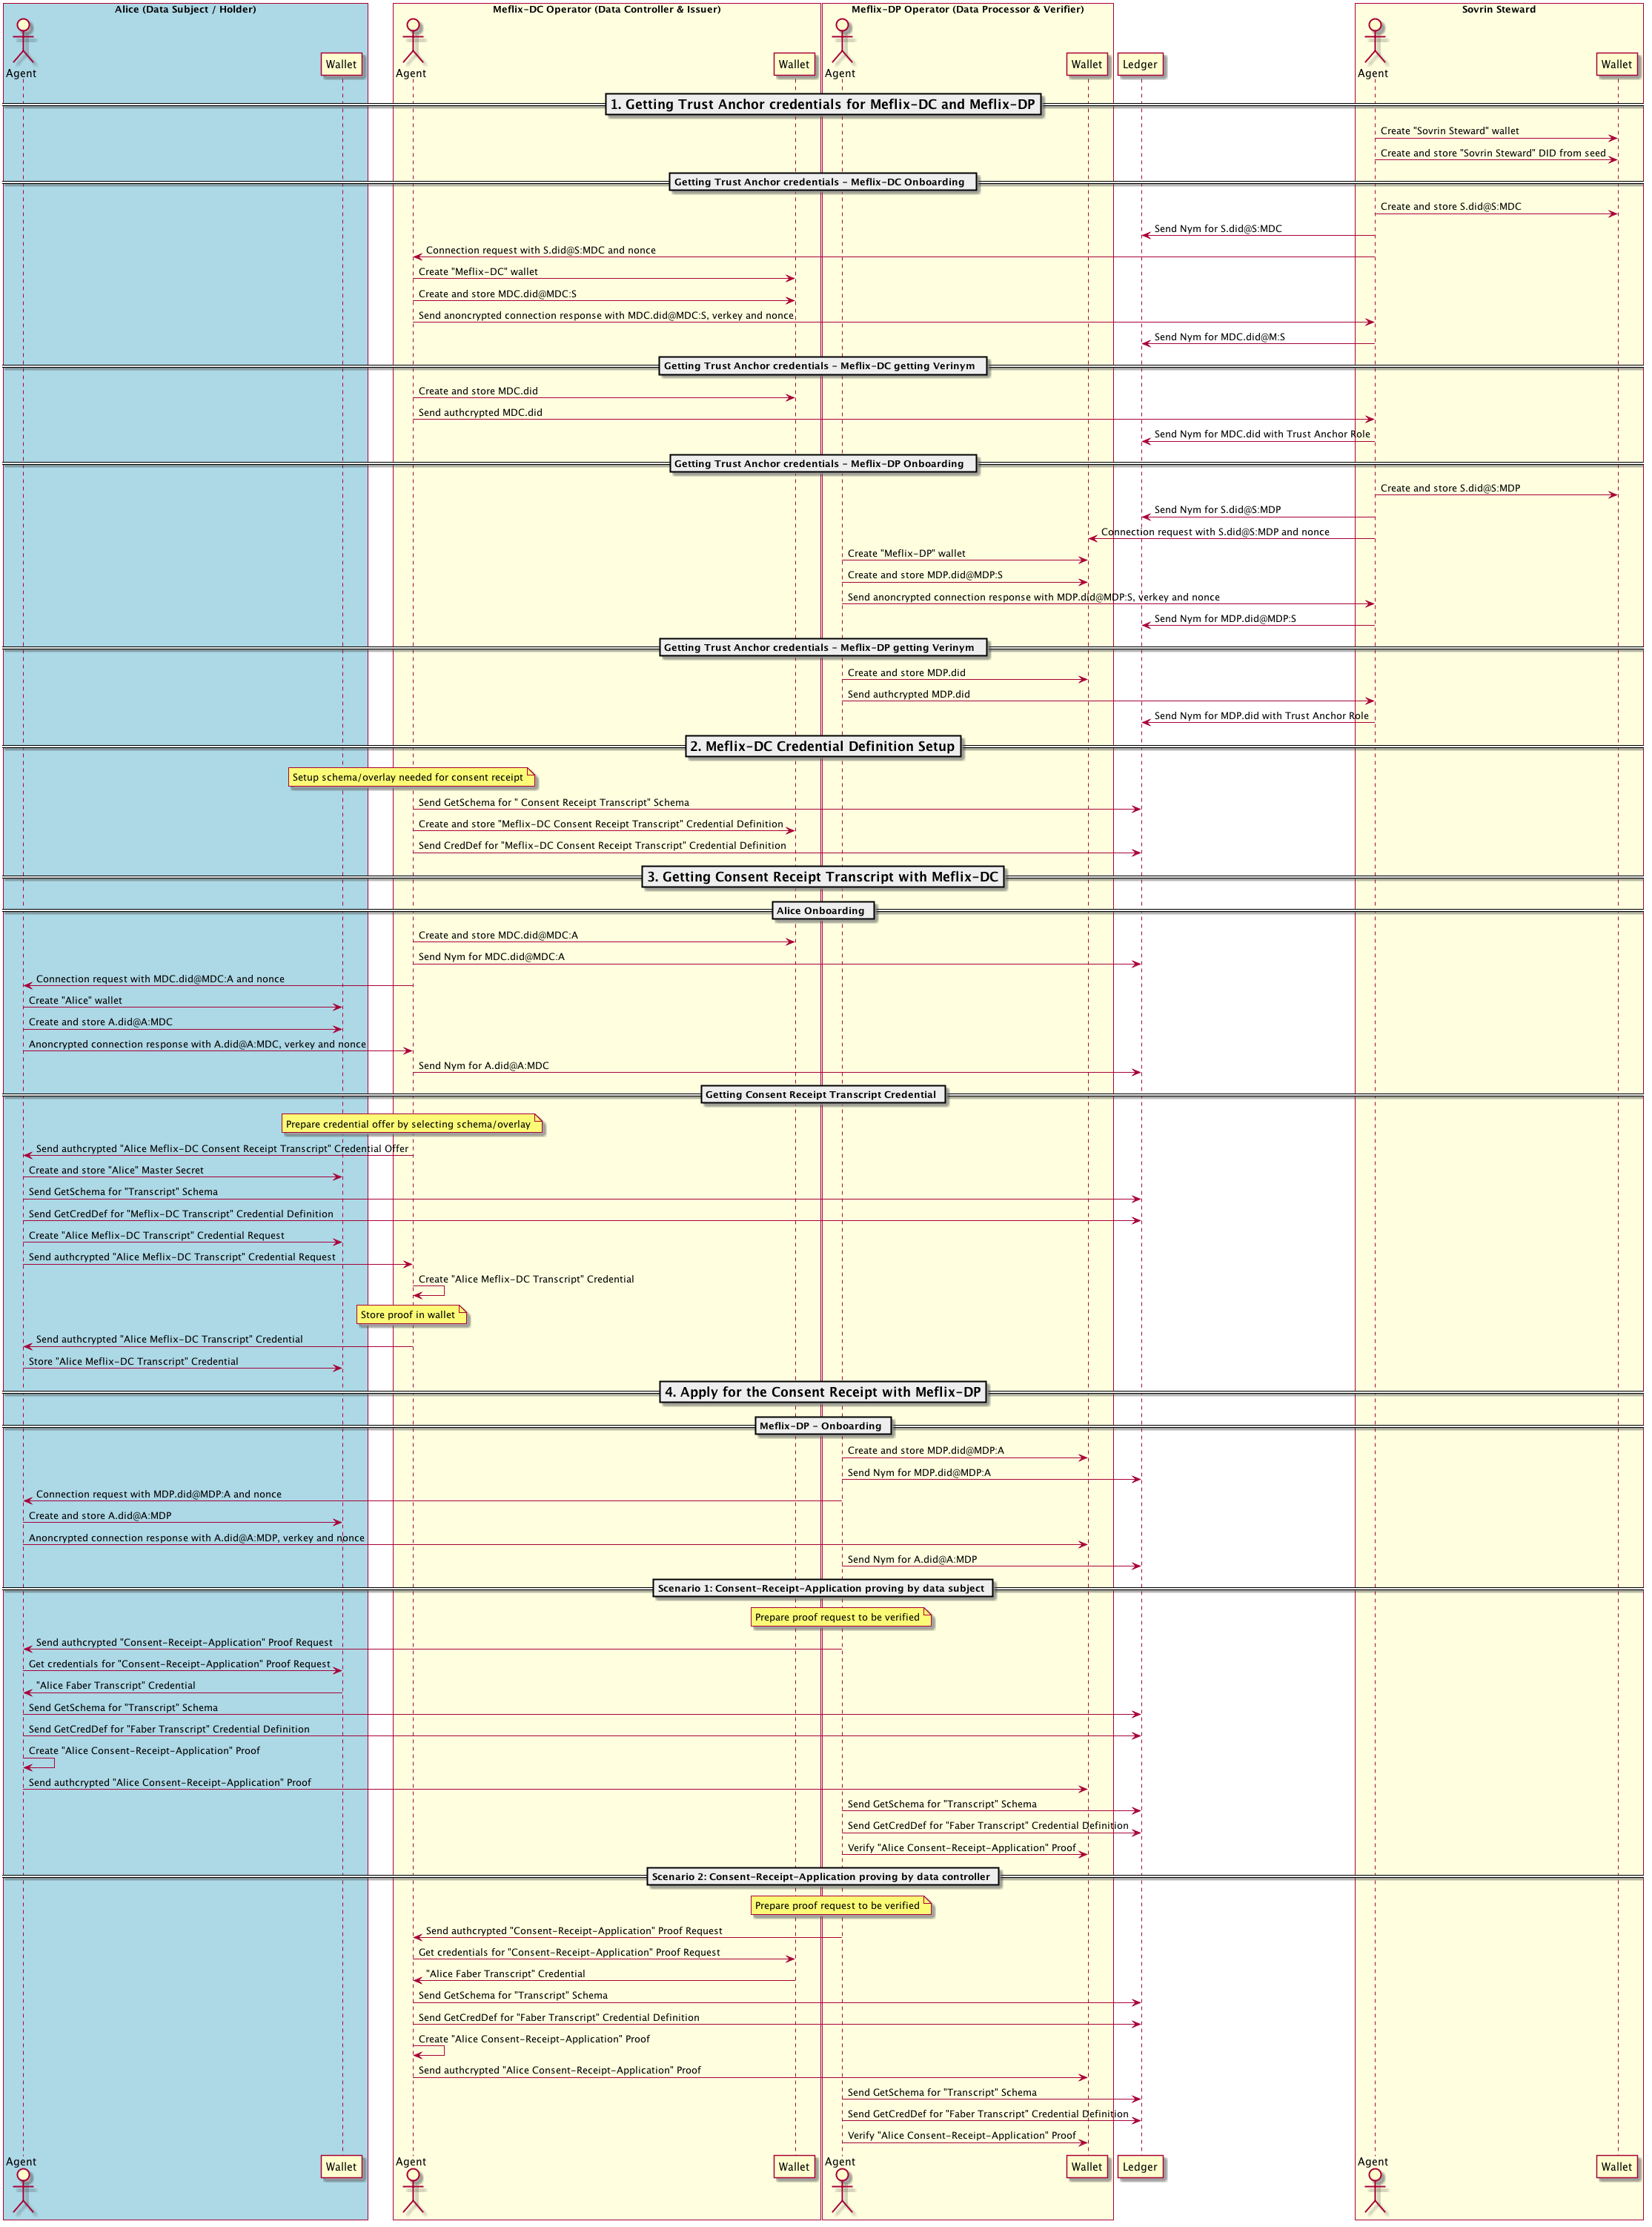 Alice (Data Subject / Holder)
Meflix-DC Operator (Data Controller & Issuer)
Meflix-DP Operator (Data Processor & Verifier)
Sovrin Steward
Agent
Wallet
Agent
Wallet
Agent
Wallet
Ledger
Agent
Wallet
1. Getting Trust Anchor credentials for Meflix-DC and Meflix-DP
Create "Sovrin Steward" wallet
Create and store "Sovrin Steward" DID from seed
Getting Trust Anchor credentials - Meflix-DC Onboarding
Create and store S.did@S:MDC
Send Nym for S.did@S:MDC
Connection request with S.did@S:MDC and nonce
Create "Meflix-DC" wallet
Create and store MDC.did@MDC:S
Send anoncrypted connection response with MDC.did@MDC:S, verkey and nonce
Send Nym for MDC.did@M:S
Getting Trust Anchor credentials - Meflix-DC getting Verinym
Create and store MDC.did
Send authcrypted MDC.did
Send Nym for MDC.did with Trust Anchor Role
Getting Trust Anchor credentials - Meflix-DP Onboarding
Create and store S.did@S:MDP
Send Nym for S.did@S:MDP
Connection request with S.did@S:MDP and nonce
Create "Meflix-DP" wallet
Create and store MDP.did@MDP:S
Send anoncrypted connection response with MDP.did@MDP:S, verkey and nonce
Send Nym for MDP.did@MDP:S
Getting Trust Anchor credentials - Meflix-DP getting Verinym
Create and store MDP.did
Send authcrypted MDP.did
Send Nym for MDP.did with Trust Anchor Role
2. Meflix-DC Credential Definition Setup
Setup schema/overlay needed for consent receipt
Send GetSchema for " Consent Receipt Transcript" Schema
Create and store "Meflix-DC Consent Receipt Transcript" Credential Definition
Send CredDef for "Meflix-DC Consent Receipt Transcript" Credential Definition
3. Getting Consent Receipt Transcript with Meflix-DC
Alice Onboarding
Create and store MDC.did@MDC:A
Send Nym for MDC.did@MDC:A
Connection request with MDC.did@MDC:A and nonce
Create "Alice" wallet
Create and store A.did@A:MDC
Anoncrypted connection response with A.did@A:MDC, verkey and nonce
Send Nym for A.did@A:MDC
Getting Consent Receipt Transcript Credential
Prepare credential offer by selecting schema/overlay
Send authcrypted "Alice Meflix-DC Consent Receipt Transcript" Credential Offer
Create and store "Alice" Master Secret
Send GetSchema for "Transcript" Schema
Send GetCredDef for "Meflix-DC Transcript" Credential Definition
Create "Alice Meflix-DC Transcript" Credential Request
Send authcrypted "Alice Meflix-DC Transcript" Credential Request
Create "Alice Meflix-DC Transcript" Credential
Store proof in wallet
Send authcrypted "Alice Meflix-DC Transcript" Credential
Store "Alice Meflix-DC Transcript" Credential
4. Apply for the Consent Receipt with Meflix-DP
Meflix-DP - Onboarding
Create and store MDP.did@MDP:A
Send Nym for MDP.did@MDP:A
Connection request with MDP.did@MDP:A and nonce
Create and store A.did@A:MDP
Anoncrypted connection response with A.did@A:MDP, verkey and nonce
Send Nym for A.did@A:MDP
Scenario 1: Consent-Receipt-Application proving by data subject
Prepare proof request to be verified
Send authcrypted "Consent-Receipt-Application" Proof Request
Get credentials for "Consent-Receipt-Application" Proof Request
"Alice Faber Transcript" Credential
Send GetSchema for "Transcript" Schema
Send GetCredDef for "Faber Transcript" Credential Definition
Create "Alice Consent-Receipt-Application" Proof
Send authcrypted "Alice Consent-Receipt-Application" Proof
Send GetSchema for "Transcript" Schema
Send GetCredDef for "Faber Transcript" Credential Definition
Verify "Alice Consent-Receipt-Application" Proof
Scenario 2: Consent-Receipt-Application proving by data controller
Prepare proof request to be verified
Send authcrypted "Consent-Receipt-Application" Proof Request
Get credentials for "Consent-Receipt-Application" Proof Request
"Alice Faber Transcript" Credential
Send GetSchema for "Transcript" Schema
Send GetCredDef for "Faber Transcript" Credential Definition
Create "Alice Consent-Receipt-Application" Proof
Send authcrypted "Alice Consent-Receipt-Application" Proof
Send GetSchema for "Transcript" Schema
Send GetCredDef for "Faber Transcript" Credential Definition
Verify "Alice Consent-Receipt-Application" Proof
Agent
Wallet
Agent
Wallet
Agent
Wallet
Ledger
Agent
Wallet